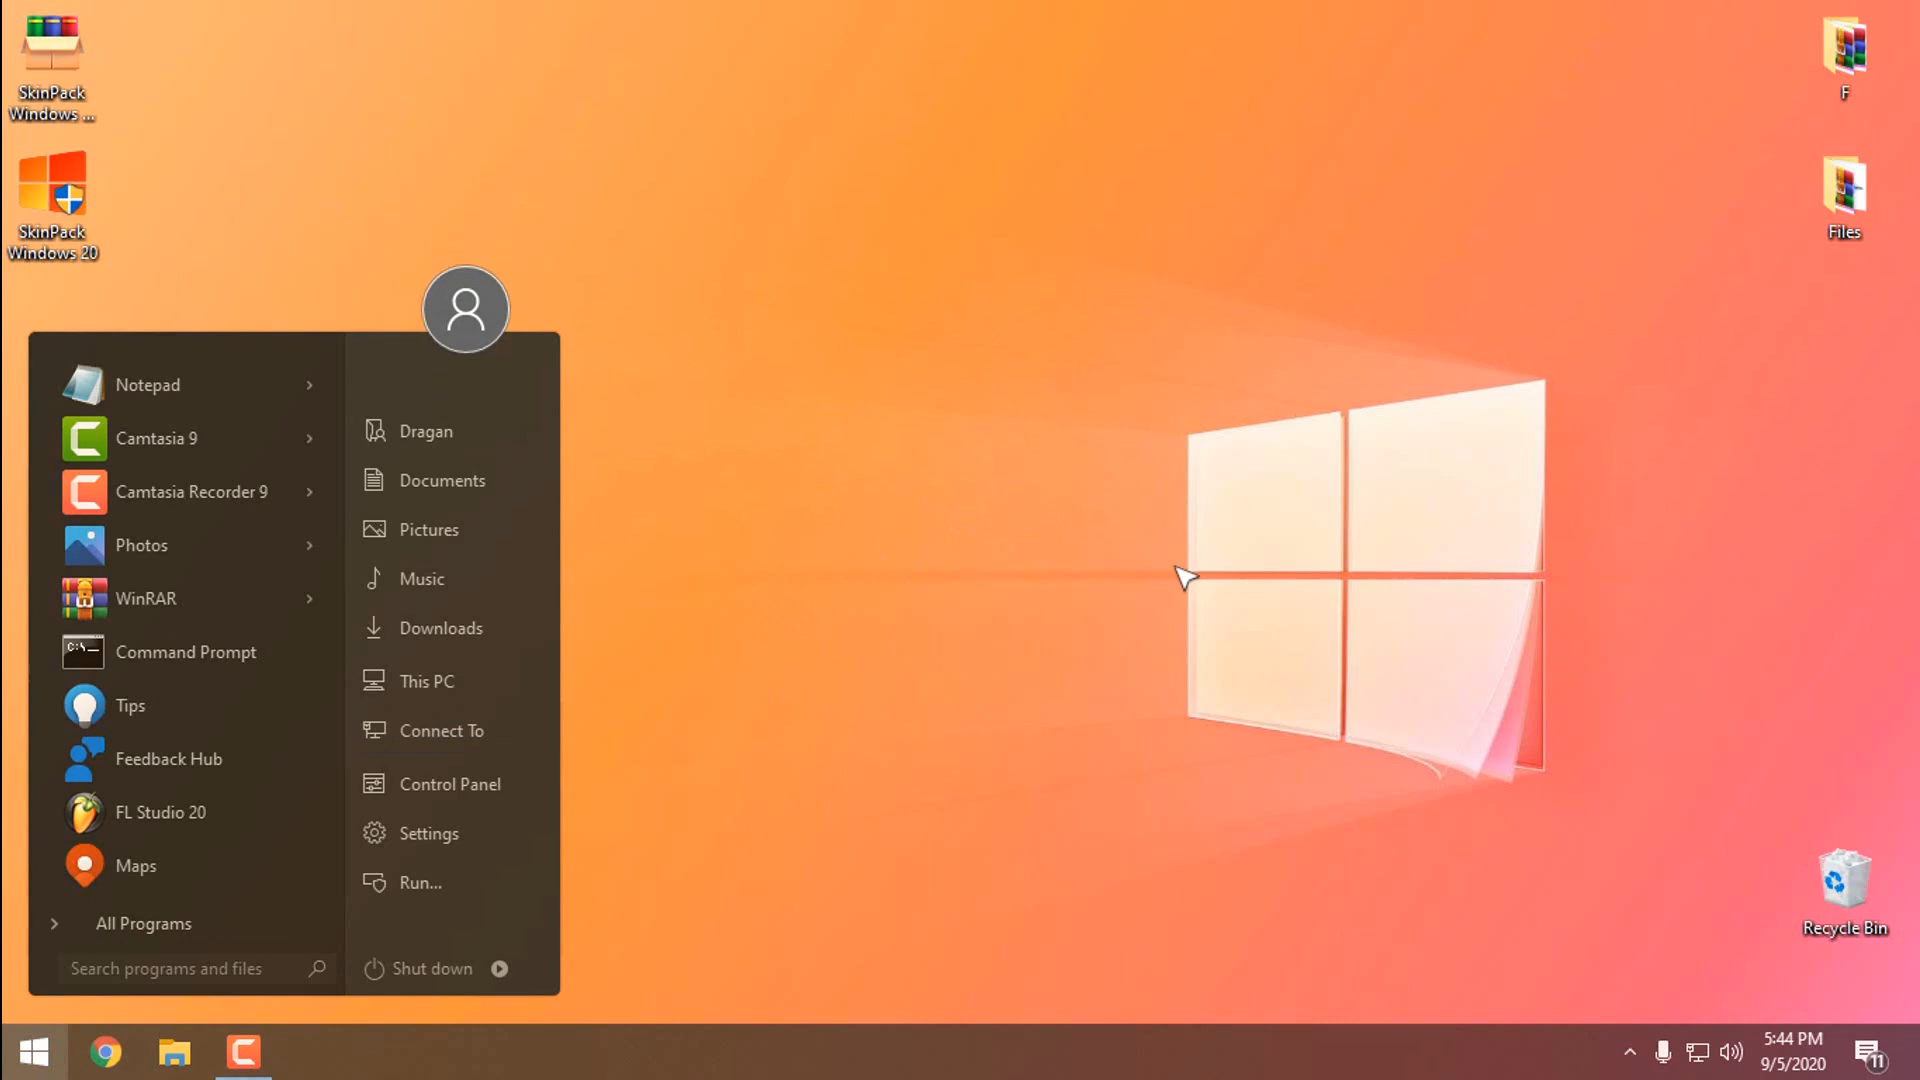 SkinPack
Windows ...
SkinPack
Windows 20
F
Files
Notepad
Camtasia 9
Camtasia Recorder 9
Photos
WinRAR
C:\_
Command Prompt
Tips
Feedback Hub
FL Studio 20
Maps
All Programs
Search programs and files
Dragan
Documents
Pictures
Music
Downloads
This PC
Connect To
Control Panel
Settings
Run...
Shut down
Recycle Bin
5:44 PM
9/5/2020
11